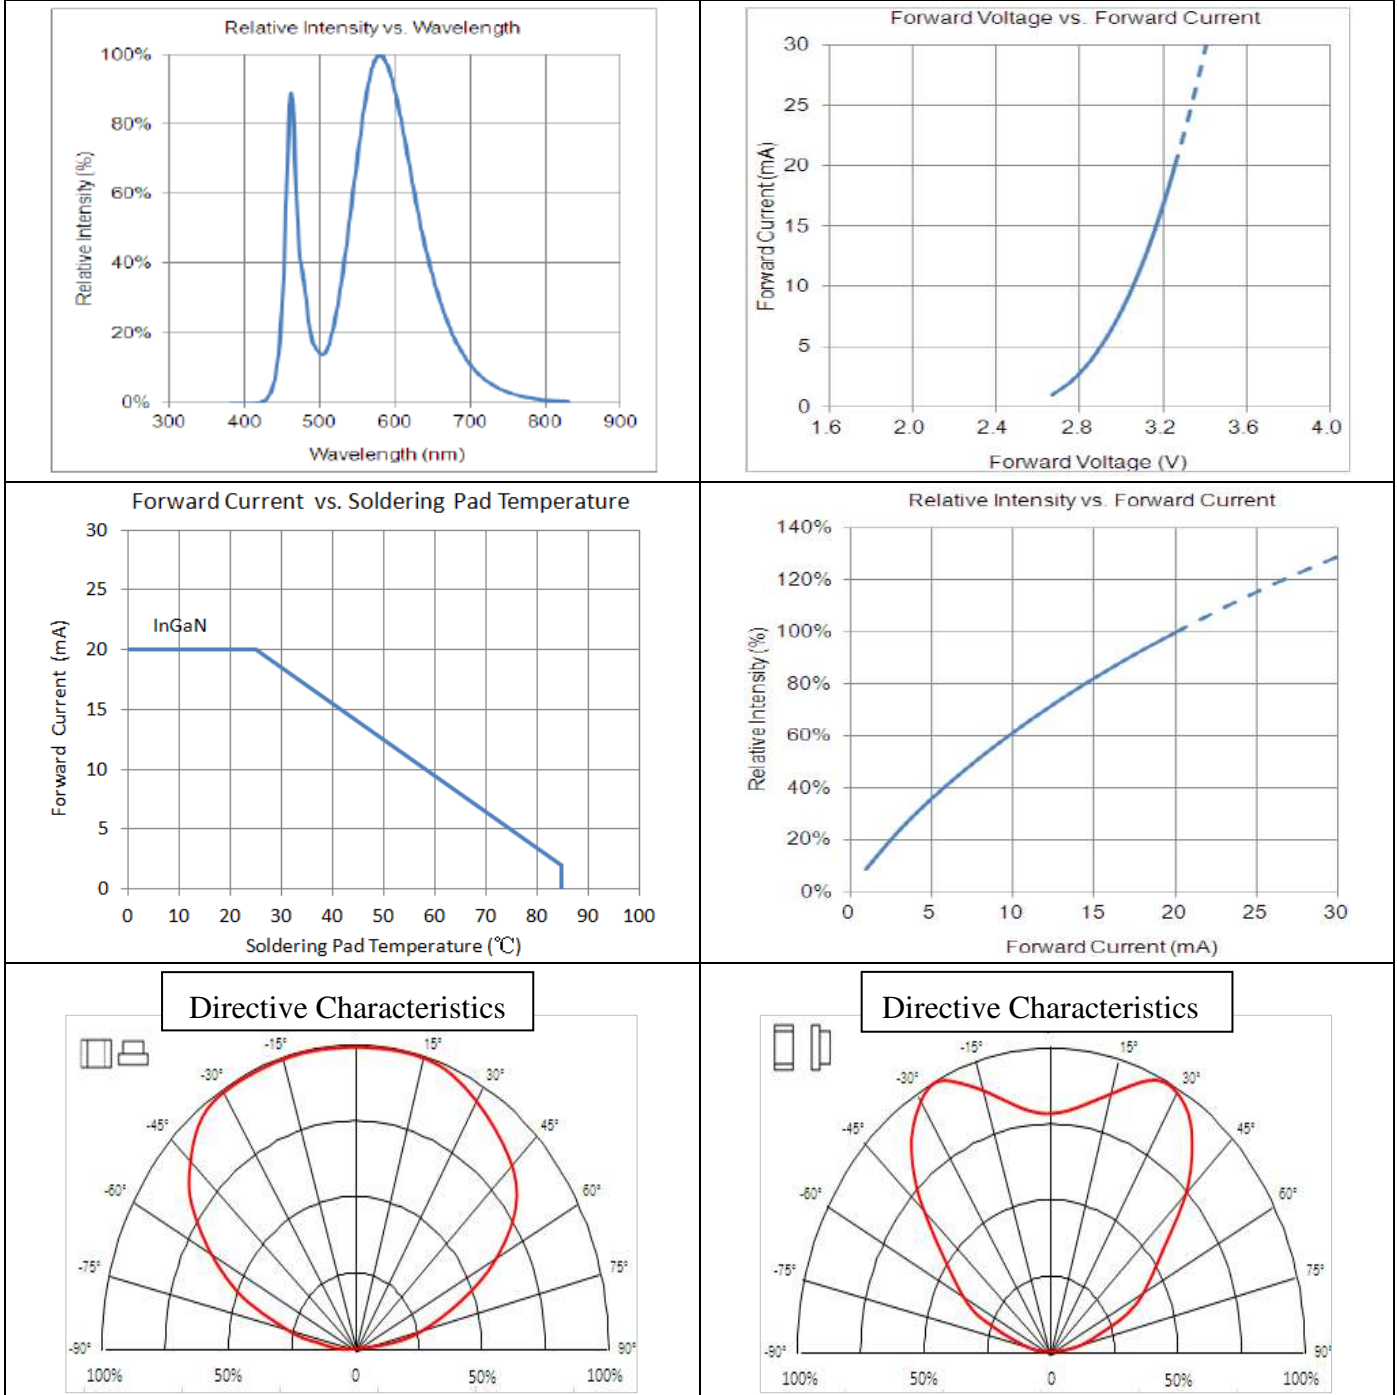 Relative Intensity vs. Wavelength
100%
80%
60%
40%
20%
0%
Relative Intensity (%)
300 400 500 600 700 800 900
Wavelength (nm)
Forward Voltage vs. Forward Current
30
25
20
15
10
5
0
Forward Current (mA)
1.6 2.0 2.4 2.8 3.2 3.6 4.0
Forward Voltage (V)
Forward Current vs. Soldering Pad Temperature
30
25
20
15
10
5
0
InGaN
Forward Current (mA)
0 10 20 30 40 50 60 70 80 90 100
Soldering Pad Temperature (℃)
Relative Intensity vs. Forward Current
140%
120%
100%
80%
60%
40%
20%
0%
Relative Intensity (%)
0 5 10 15 20 25 30
Forward Current (mA)
Directive Characteristics
-15° 15°
-30° 30°
-45° 45°
-60° 60°
-75° 75°
-90° 90°
100% 50% 0 50% 100%
Directive Characteristics
-15° 15°
-30° 30°
-45° 45°
-60° 60°
-75° 75°
-90° 90°
100% 50% 0 50% 100%